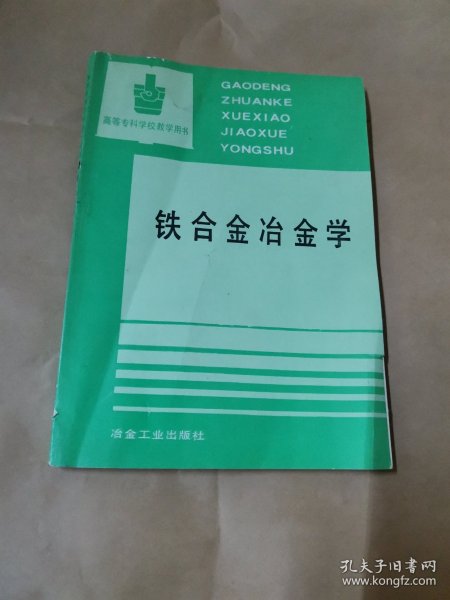 高等专科学校教学用书
GAODENG
ZHUANKE
XUEXIAO
JIAOXUE
YONGSHU
铁合金冶金学
冶金工业出版社
孔夫子旧书网
www.kongfz.com